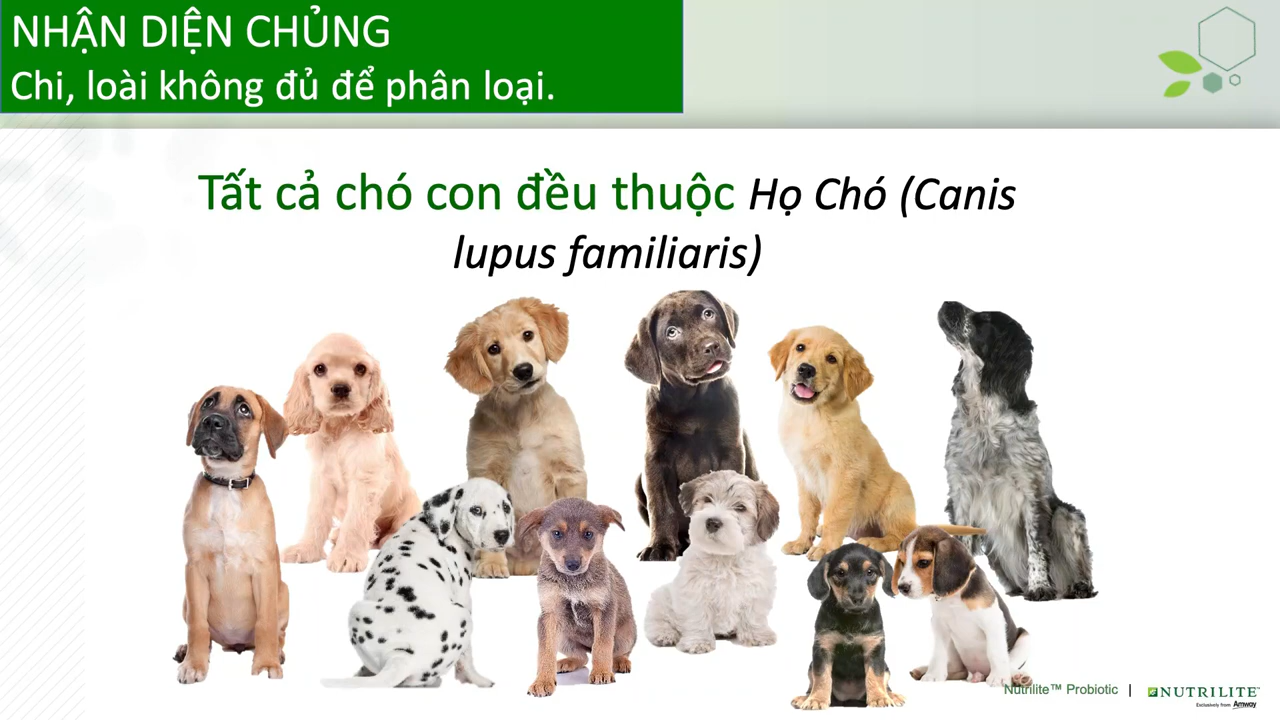 NHẬN DIỆN CHỦNG
Chi, loài không đủ để phân loại.
Tất cả chó con đều thuộc Họ Chó (Canis
lupus familiaris)
Nutrilite™ Probiotic |
NUTRILITE™
Exclusively from Amway